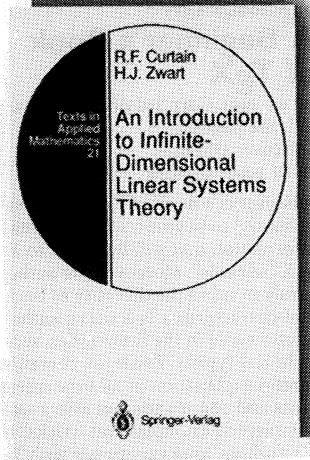 R.F. Curtain
H.J. Zwart
Texts in
Applied
Mathematics
21
An Introduction
to Infinite-
Dimensional
Linear Systems
Theory
Springer-Verlag